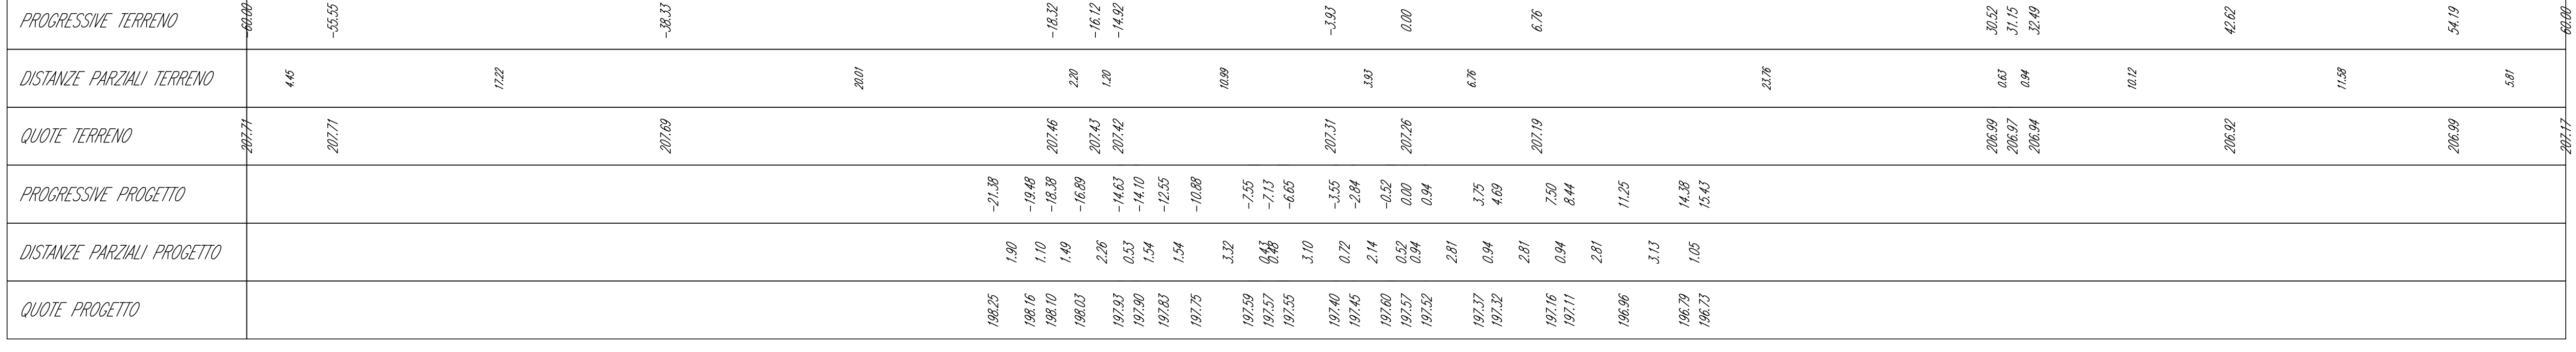 PROGRESSIVE TERRENO -60.00 -55.55 -38.33 -18.32 -16.12 -14.92 -3.93 0.00 6.76 30.52 31.15 32.49 42.62 54.19 60.00
DISTANZE PARZIALI TERRENO 4.45 17.22 20.01 2.20 1.20 10.99 3.93 6.76 23.76 0.63 0.94 10.12 11.58 5.81
QUOTE TERRENO 207.71 207.71 207.69 207.46 207.43 207.42 207.31 207.26 207.19 206.99 206.97 206.94 206.92 206.99 207.17
PROGRESSIVE PROGETTO -21.38 -19.48 -18.38 -16.89 -14.63 -14.10 -12.55 -10.88 -7.55 -7.13 -6.65 -3.55 -2.84 -0.52 0.00 0.94 3.75 4.69 7.50 8.44 11.25 14.38 15.43
DISTANZE PARZIALI PROGETTO 1.90 1.10 1.49 2.26 0.53 1.54 1.54 3.32 0.43 0.48 3.10 0.72 2.14 0.52 0.94 2.81 0.94 2.81 0.94 2.81 3.13 1.05
QUOTE PROGETTO 198.25 198.16 198.10 198.03 197.93 197.90 197.83 197.75 197.59 197.57 197.55 197.40 197.45 197.60 197.57 197.52 197.37 197.32 197.16 197.11 196.96 196.79 196.73